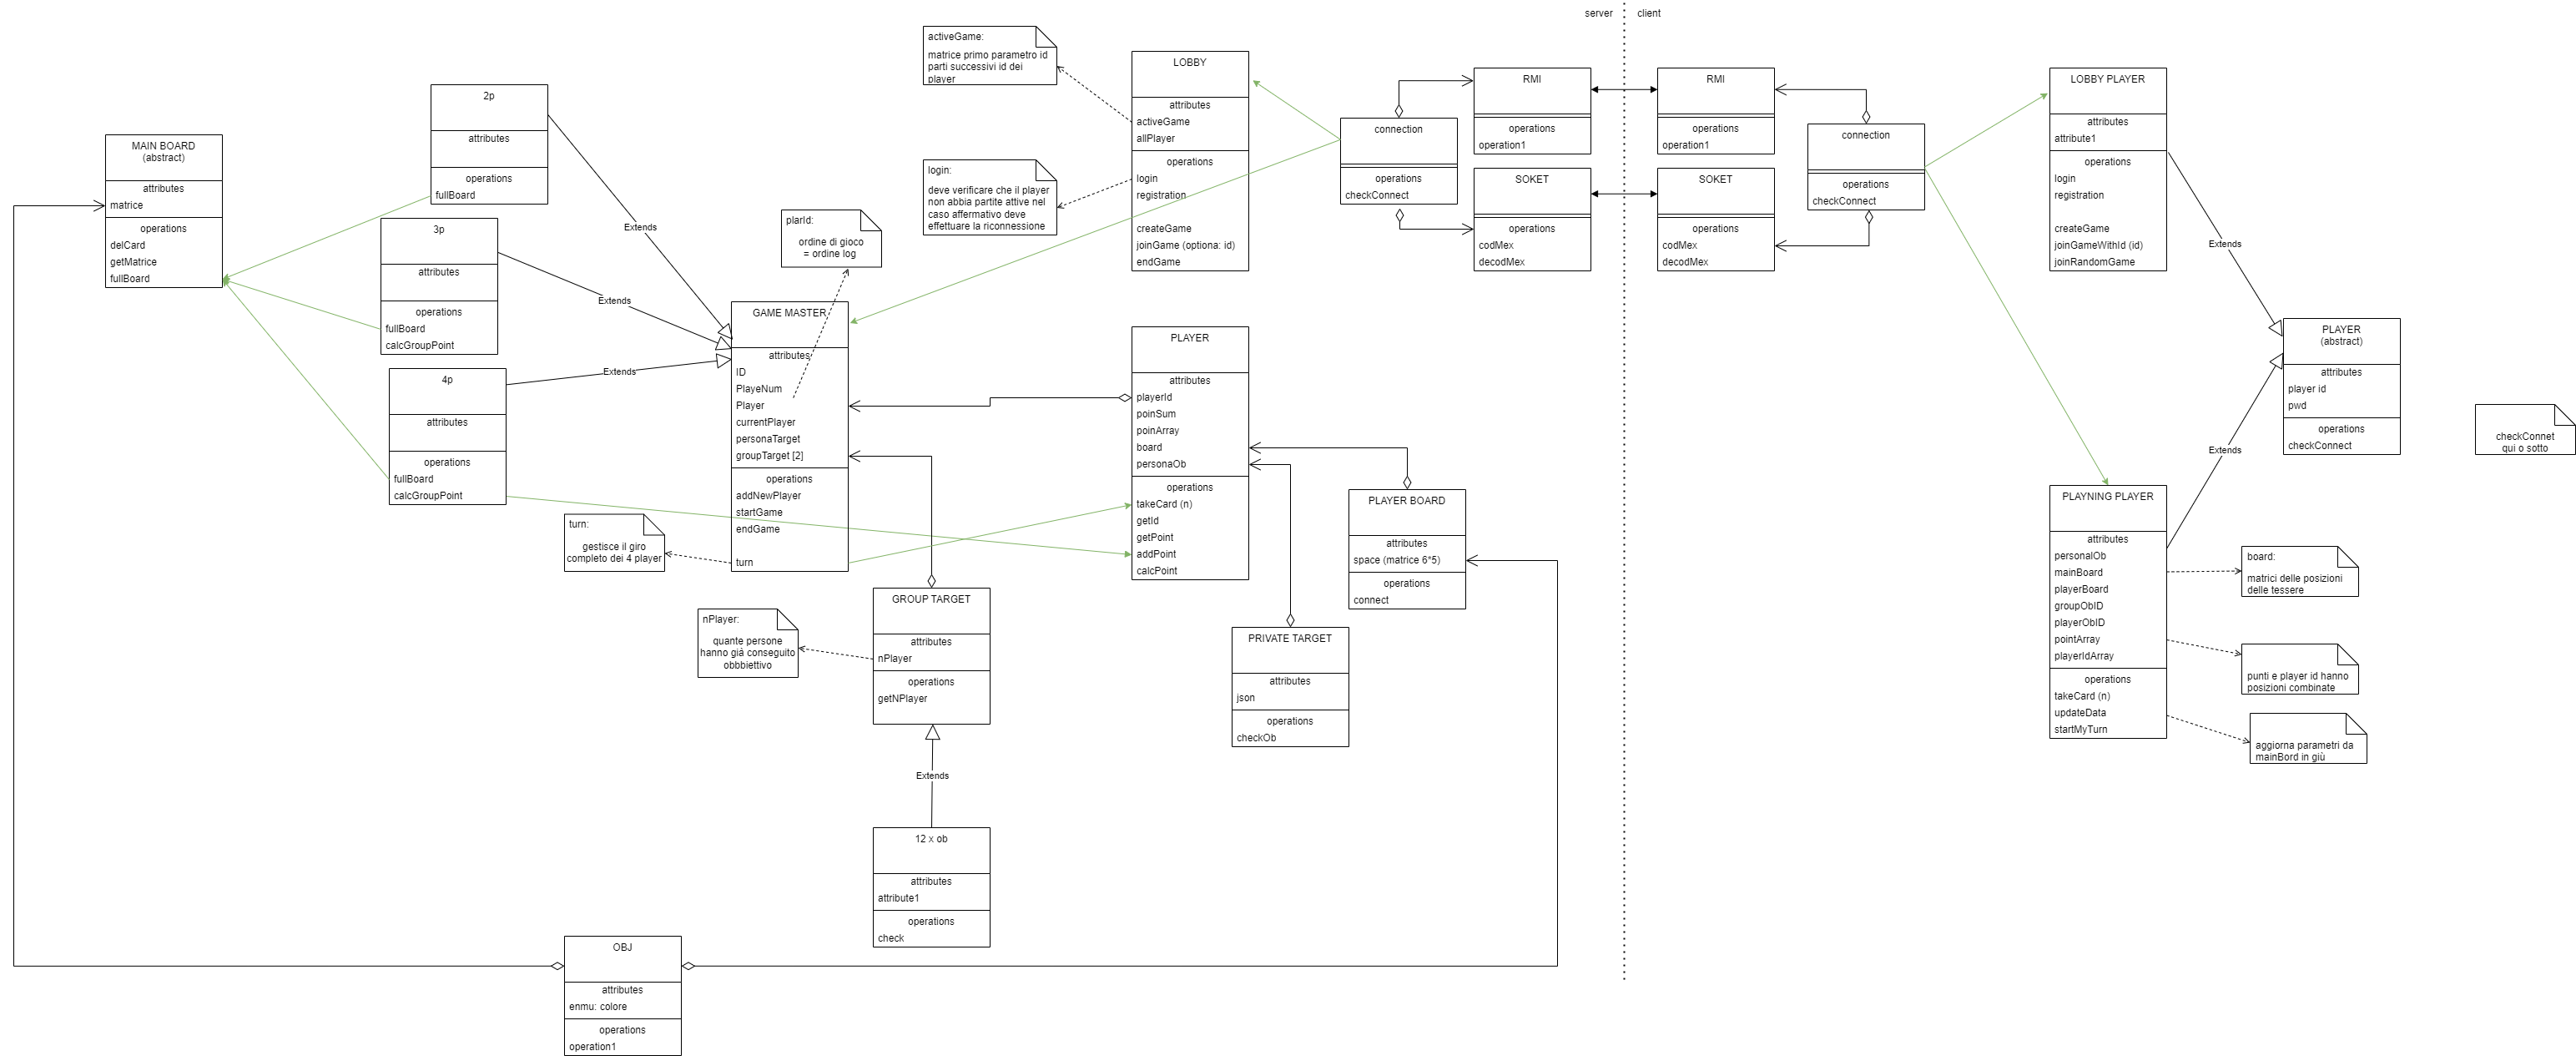 server
client
activeGame:
matrice primo parametro id
parti successivi id dei
player
LOBBY
attributes
activeGame
allPlayer
operations
login
registration
createGame
joinGame (optiona: id)
endGame
login:
deve verificare che il player
non abbia partite attive nel
caso affermativo deve
effettuare la riconnessione
connection
operations
checkConnect
RMI
operations
operation1
SOKET
operations
codMex
decodMex
RMI
operations
operation1
SOKET
operations
codMex
decodMex
connection
operations
checkConnect
LOBBY PLAYER
attributes
attribute1
operations
login
registration
createGame
joinGameWithId (id)
joinRandomGame
Extends
PLAYER
(abstract)
attributes
player id
pwd
operations
checkConnect
checkConnet
qui o sotto
Extends
PLAYNING PLAYER
attributes
personalOb
mainBoard
playerBoard
groupObID
playerObID
pointArray
playerIdArray
operations
takeCard (n)
updateData
startMyTurn
board:
matrici delle posizioni
delle tessere
punti e player id hanno
posizioni combinate
aggiorna parametri da
mainBord in giù
MAIN BOARD
(abstract)
attributes
matrice
operations
delCard
getMatrice
fullBoard
2p
attributes
operations
fullBoard
Extends
3p
attributes
operations
fullBoard
calcGroupPoint
Extends
4p
attributes
operations
fullBoard
calcGroupPoint
Extends
plarId:
ordine di gioco
= ordine log
GAME MASTER
attributes
ID
PlayeNum
Player
currentPlayer
personaTarget
groupTarget [2]
operations
addNewPlayer
startGame
endGame
turn
turn:
gestisce il giro
completo dei 4 player
PLAYER
attributes
playerId
poinSum
poinArray
board
personaOb
operations
takeCard (n)
getId
getPoint
addPoint
calcPoint
PLAYER BOARD
attributes
space (matrice 6*5)
operations
connect
PRIVATE TARGET
attributes
json
operations
checkOb
GROUP TARGET
attributes
nPlayer
operations
getNPlayer
nPlayer:
quante persone
hanno giá conseguito
obbbiettivo
Extends
12 x ob
attributes
attribute1
operations
check
OBJ
attributes
enmu: colore
operations
operation1